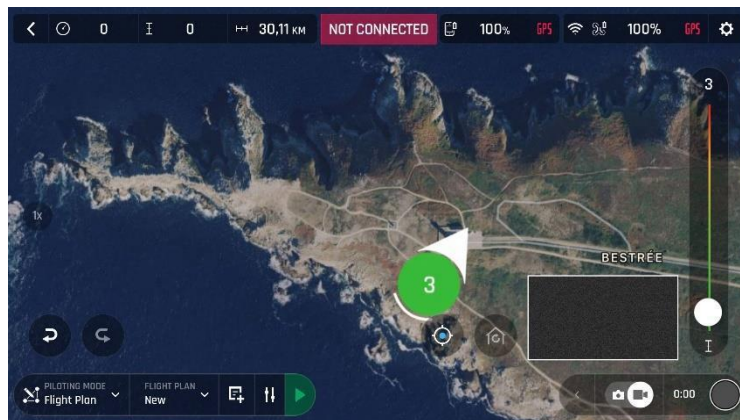 0 0 30,11 км NOT CONNECTED 100% GPS 100% GPS
3
1x
BESTRÉE
3
PILOTING MODE
Flight Plan
FLIGHT PLAN
New
0:00